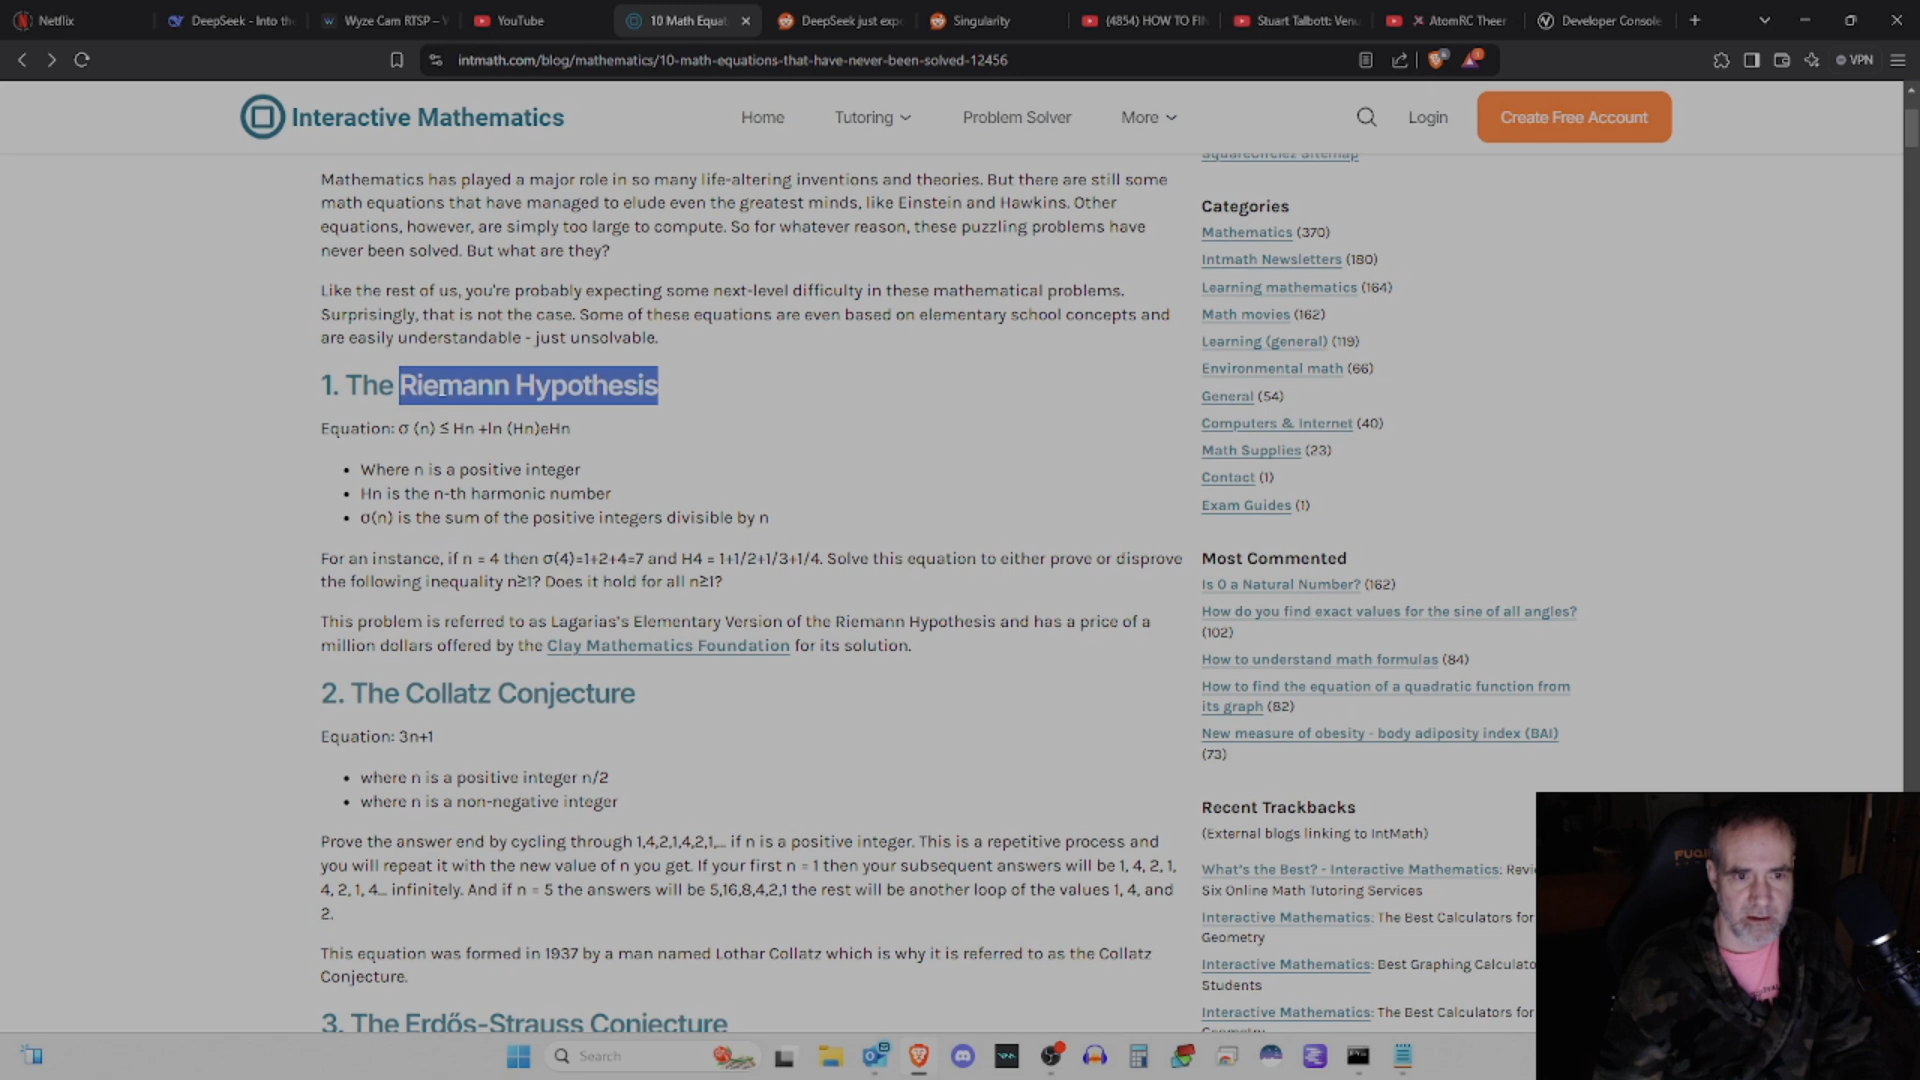 Netflix
DeepSeek - Into th
Wyze Cam RTSP –
YouTube
10 Math Equat
DeepSeek just exp
Singularity
(4854) HOW TO FI
Stuart Talbott: Venu
AtomRC Theer
Developer Console
intmath.com/blog/mathematics/10-math-equations-that-have-never-been-solved-12456
VPN
Interactive Mathematics
Home
Tutoring
Problem Solver
More
Login
Create Free Account
Mathematics has played a major role in so many life-altering inventions and theories. But there are still some
math equations that have managed to elude even the greatest minds, like Einstein and Hawkins. Other
equations, however, are simply too large to compute. So for whatever reason, these puzzling problems have
never been solved. But what are they?
Like the rest of us, you're probably expecting some next-level difficulty in these mathematical problems.
Surprisingly, that is not the case. Some of these equations are even based on elementary school concepts and
are easily understandable - just unsolvable.
1. The Riemann Hypothesis
Equation: σ (n) ≤ Hn +ln (Hn)eHn
• Where n is a positive integer
• Hn is the n-th harmonic number
• σ(n) is the sum of the positive integers divisible by n
For an instance, if n = 4 then σ(4)=1+2+4=7 and H4 = 1+1/2+1/3+1/4. Solve this equation to either prove or disprove
the following inequality n≥1? Does it hold for all n≥1?
This problem is referred to as Lagarias's Elementary Version of the Riemann Hypothesis and has a price of a
million dollars offered by the Clay Mathematics Foundation for its solution.
2. The Collatz Conjecture
Equation: 3n+1
• where n is a positive integer n/2
• where n is a non-negative integer
Prove the answer end by cycling through 1,4,2,1,4,2,1,... if n is a positive integer. This is a repetitive process and
you will repeat it with the new value of n you get. If your first n = 1 then your subsequent answers will be 1, 4, 2, 1,
4, 2, 1, 4... infinitely. And if n = 5 the answers will be 5,16,8,4,2,1 the rest will be another loop of the values 1, 4, and
2.
This equation was formed in 1937 by a man named Lothar Collatz which is why it is referred to as the Collatz
Conjecture.
3. The Erdős-Strauss Conjecture
SquareCirclez Sitemap
Categories
Mathematics (370)
Intmath Newsletters (180)
Learning mathematics (164)
Math movies (162)
Learning (general) (119)
Environmental math (66)
General (54)
Computers & Internet (40)
Math Supplies (23)
Contact (1)
Exam Guides (1)
Most Commented
Is 0 a Natural Number? (162)
How do you find exact values for the sine of all angles?
(102)
How to understand math formulas (84)
How to find the equation of a quadratic function from
its graph (82)
New measure of obesity - body adiposity index (BAI)
(73)
Recent Trackbacks
(External blogs linking to IntMath)
What's the Best? - Interactive Mathematics: Revi
Six Online Math Tutoring Services
Interactive Mathematics: The Best Calculators for
Geometry
Interactive Mathematics: Best Graphing Calculato
Students
Interactive Mathematics: The Best Calculators for
Geometry
Search